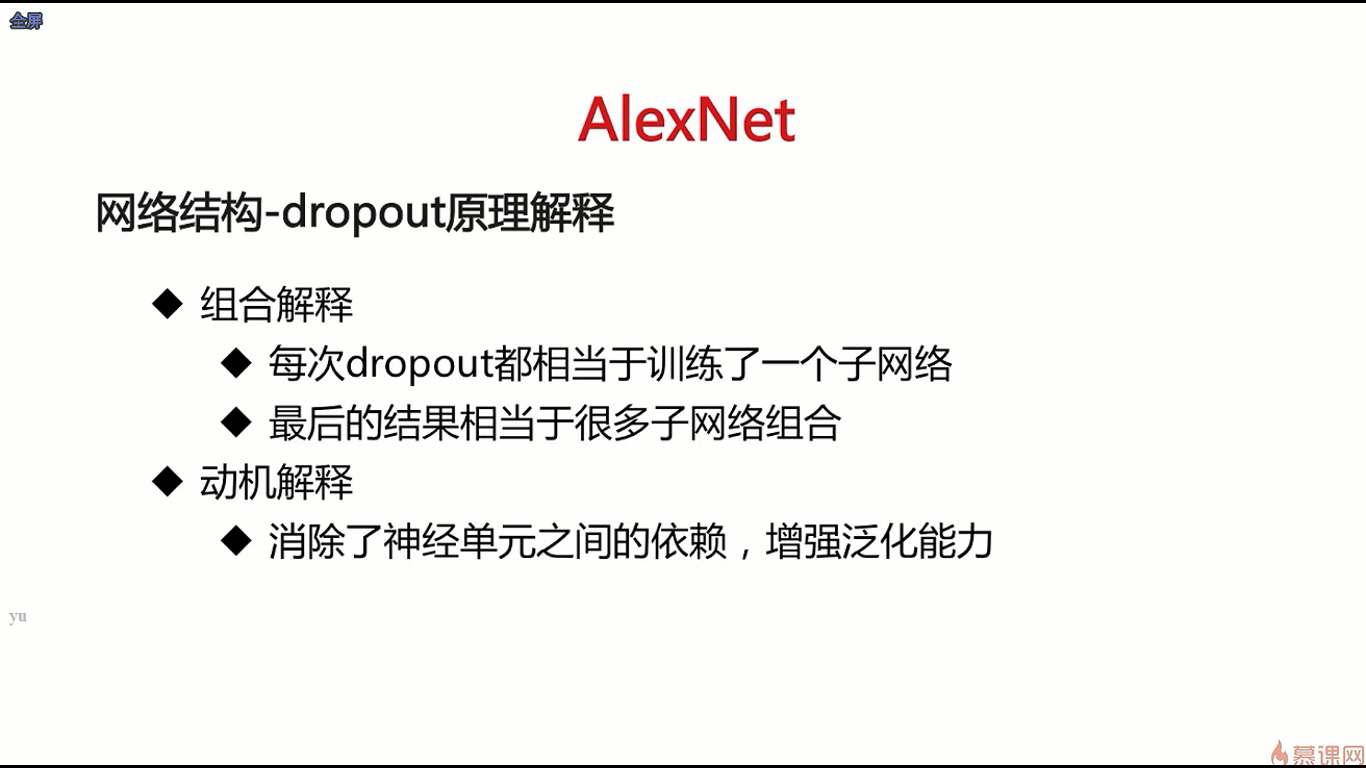 全屏
AlexNet
网络结构-dropout原理解释
◆ 组合解释
◆ 每次dropout都相当于训练了一个子网络
◆ 最后的结果相当于很多子网络组合
◆ 动机解释
◆ 消除了神经单元之间的依赖，增强泛化能力
yu
慕课网